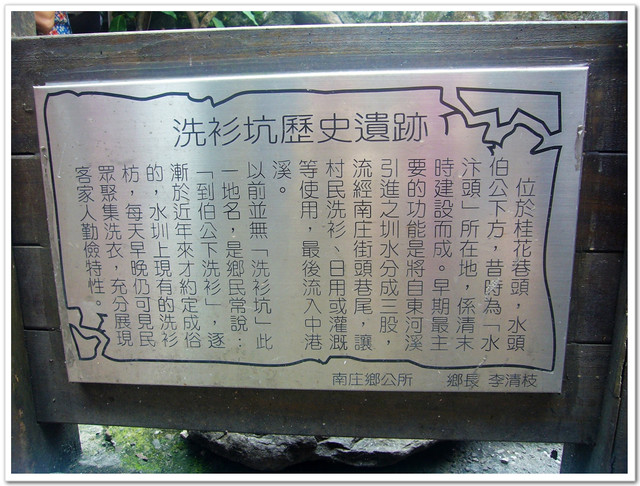 洗衫坑歷史遺跡
位於桂花巷頭，水頭
伯公下方，昔時為「水
汴頭」所在地，係清末
時建設而成。早期最主
要的功能是將自東河溪
引進之圳水分成三股，
流經南庄街頭巷尾，讓
村民洗衫、日用或灌溉
等使用，最後流入中港
溪。
以前並無「洗衫坑」此
一地名，是鄉民常說：
「到伯公下洗衫」，逐
漸於近年來才約定成俗
的，水圳上現有的洗衫
枋，每天早晚仍可見民
眾聚集洗衣，充分展現
客家人勤儉特性。
南庄鄉公所　鄉長 李清枝